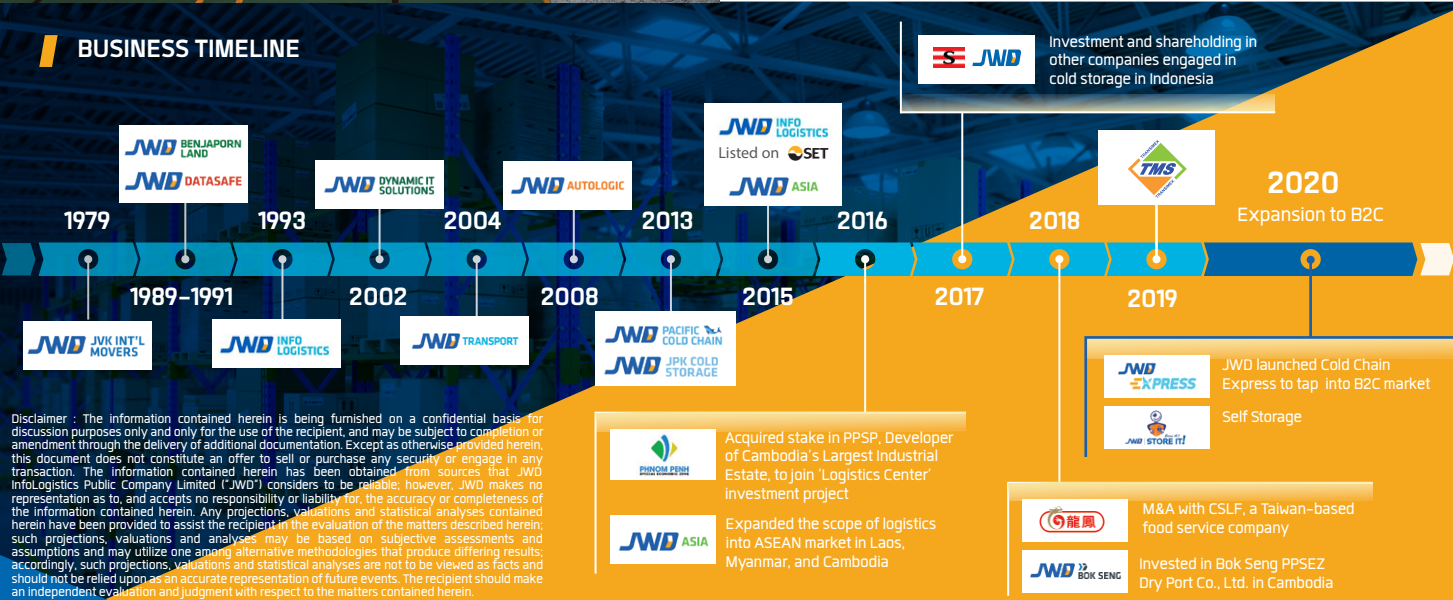 BUSINESS TIMELINE
S JWD
Investment and shareholding in
other companies engaged in
cold storage in Indonesia
JWD BENJAPORN
LAND
JWD DATASAFE
JWD DYNAMIC IT
SOLUTIONS
JWD AUTOLOGIC
JWD INFO
LOGISTICS
Listed on SET
JWD ASIA
TRANSIMEX
TMS
TRANSIMEX
2020
Expansion to B2C
1979
1993
2004
2013
2016
2018
1989-1991
2002
2008
2015
2017
2019
JWD JVK INT'L
MOVERS
JWD INFO
LOGISTICS
JWD TRANSPORT
JWD PACIFIC
COLD CHAIN
JWD JPK COLD
STORAGE
JWD
EXPRESS
JWD launched Cold Chain
Express to tap into B2C market
JWD STORE IT!
Self Storage
PHNOM PENH
SPECIAL ECONOMIC ZONE
Acquired stake in PPSP, Developer
of Cambodia's Largest Industrial
Estate, to join 'Logistics Center'
investment project
JWD ASIA
Expanded the scope of logistics
into ASEAN market in Laos,
Myanmar, and Cambodia
龍鳳
M&A with CSLF, a Taiwan-based
food service company
JWD BOK SENG
Invested in Bok Seng PPSEZ
Dry Port Co., Ltd. in Cambodia
Disclaimer : The information contained herein is being furnished on a confidential basis for
discussion purposes only and only for the use of the recipient, and may be subject to completion or
amendment through the delivery of additional documentation. Except as otherwise provided herein,
this document does not constitute an offer to sell or purchase any security or engage in any
transaction. The information contained herein has been obtained from sources that JWD
InfoLogistics Public Company Limited ("JWD") considers to be reliable; however, JWD makes no
representation as to, and accepts no responsibility or liability for, the accuracy or completeness of
the information contained herein. Any projections, valuations and statistical analyses contained
herein have been provided to assist the recipient in the evaluation of the matters described herein;
such projections, valuations and analyses may be based on subjective assessments and
assumptions and may utilize one among alternative methodologies that produce differing results;
accordingly, such projections, valuations and statistical analyses are not to be viewed as facts and
should not be relied upon as an accurate representation of future events. The recipient should make
an independent evaluation and judgment with respect to the matters contained herein.